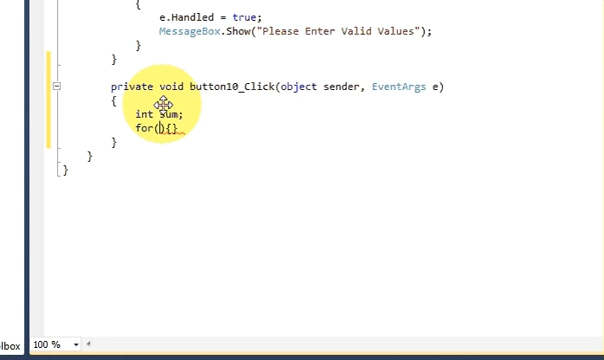 {
e.Handled = true;
MessageBox.Show("Please Enter Valid Values");
}
}
private void button10_Click(object sender, EventArgs e)
{
int sum;
for(){}
}
}
}
lbox
100 %